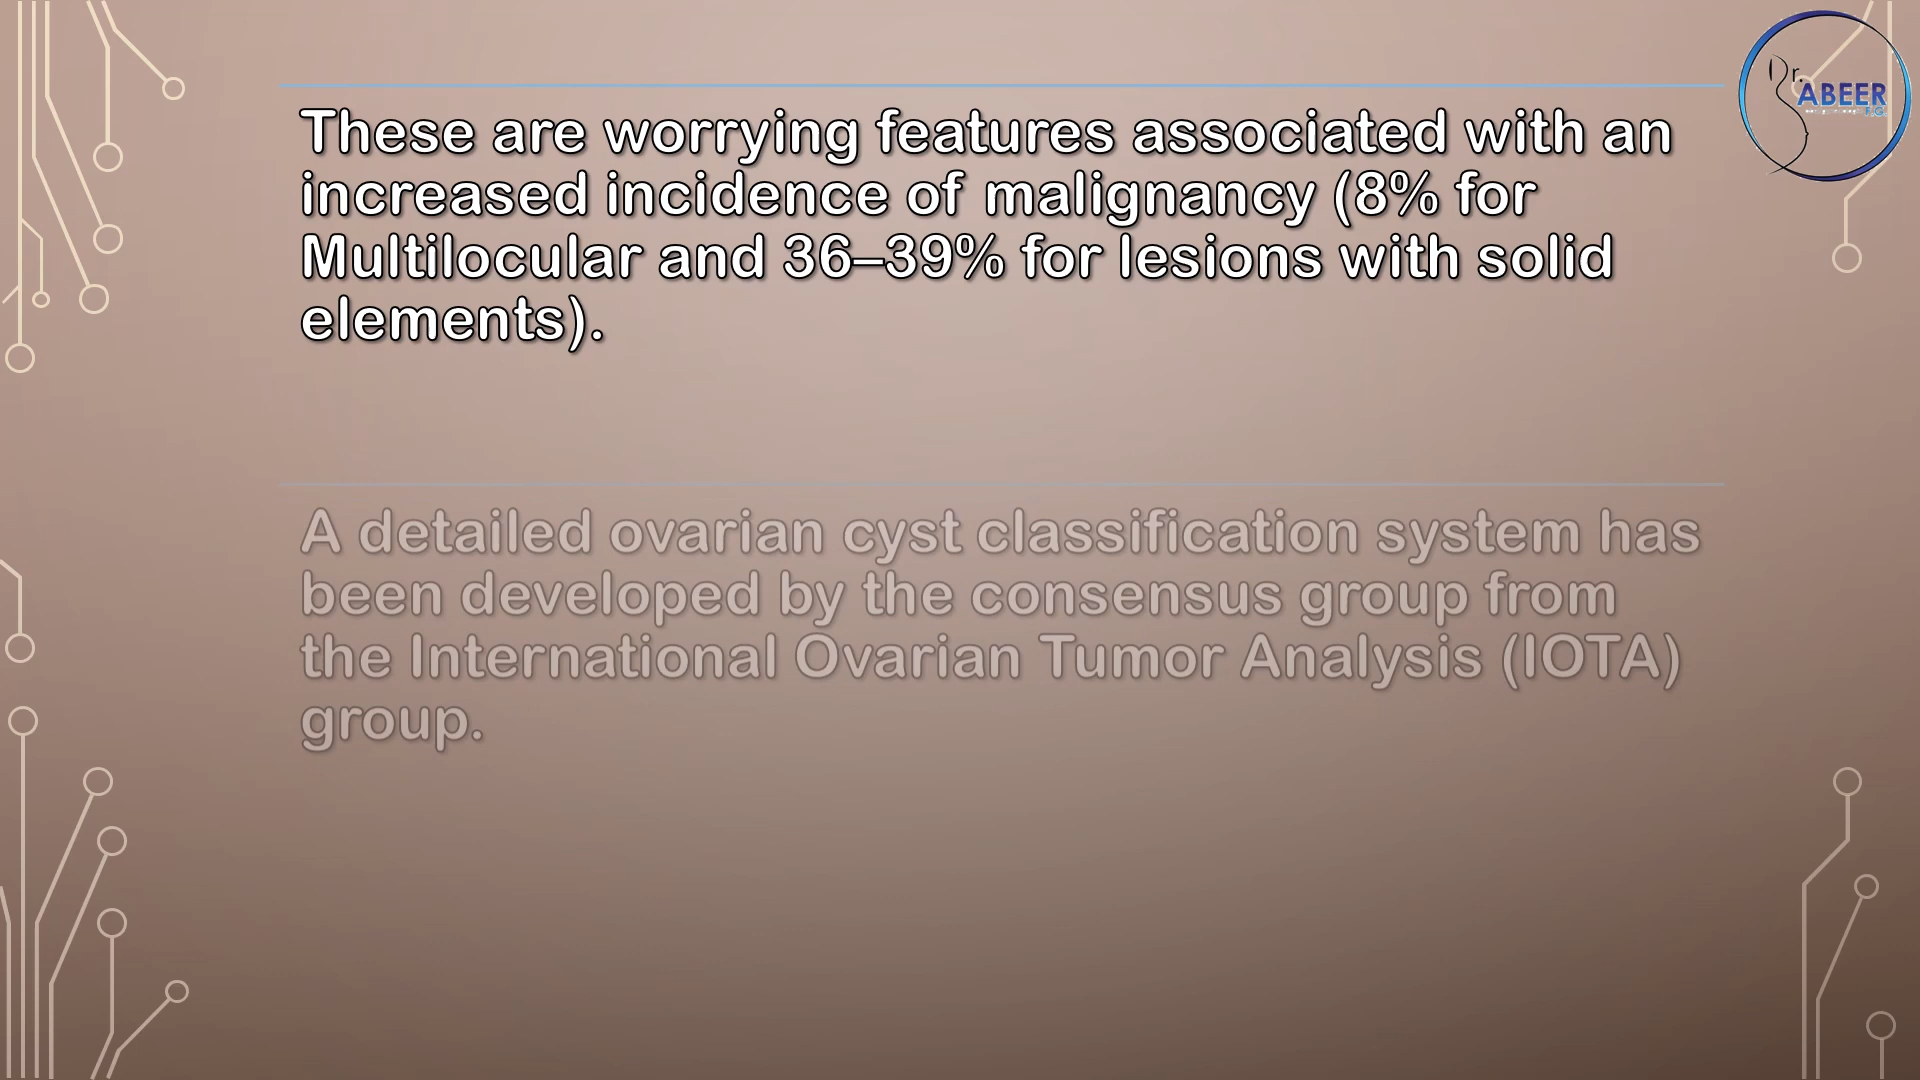 Dr.
ABEER
F.G.
These are worrying features associated with an
increased incidence of malignancy (8% for
Multilocular and 36–39% for lesions with solid
elements).
A detailed ovarian cyst classification system has
been developed by the consensus group from
the International Ovarian Tumor Analysis (IOTA)
group.